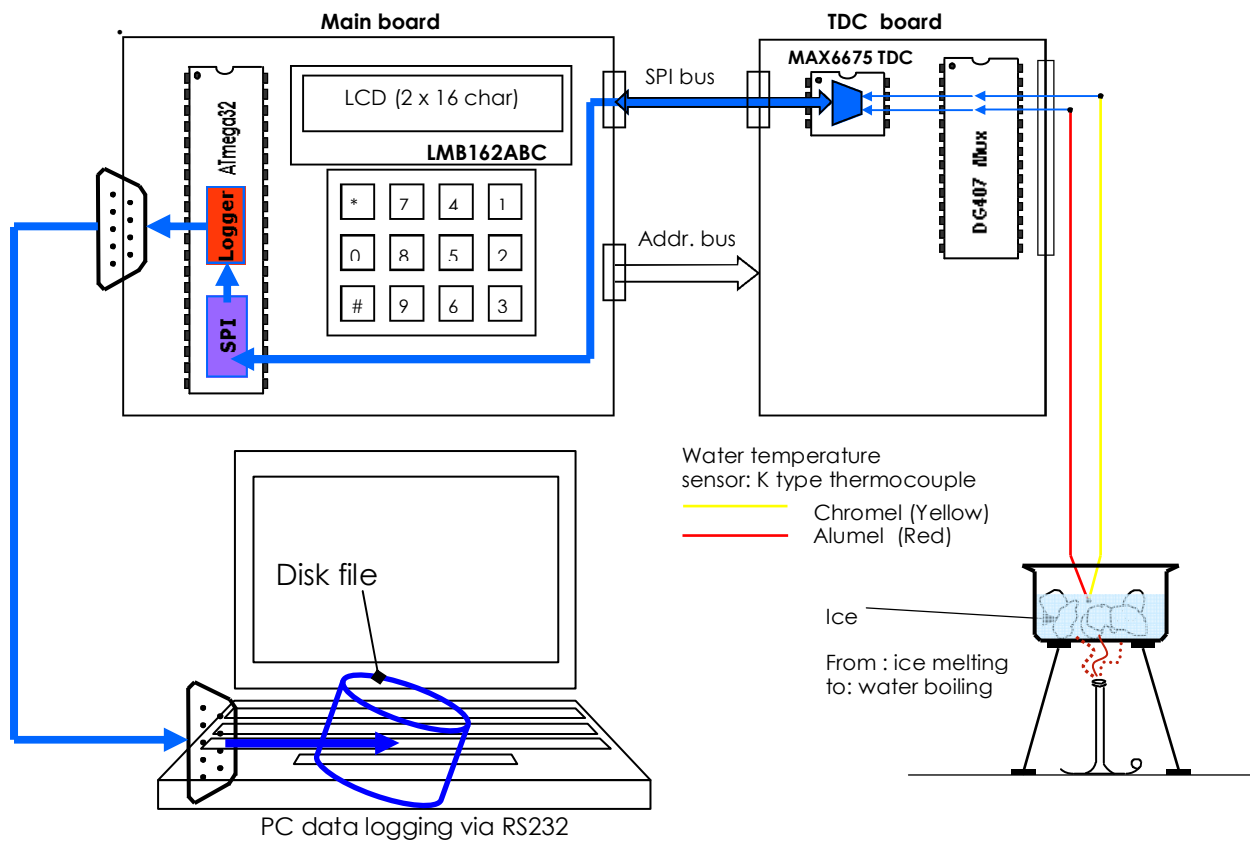 Main board
TDC board
MAX6675 TDC
SPI bus
LCD (2 x 16 char)
LMB162ABC
ATmega32
Logger
SPI
* 7 4 1
0 8 5 2
# 9 6 3
Addr. bus
DG407 Mux
Water temperature
sensor: K type thermocouple
Chromel (Yellow)
Alumel (Red)
Disk file
Ice
From : ice melting
to: water boiling
PC data logging via RS232